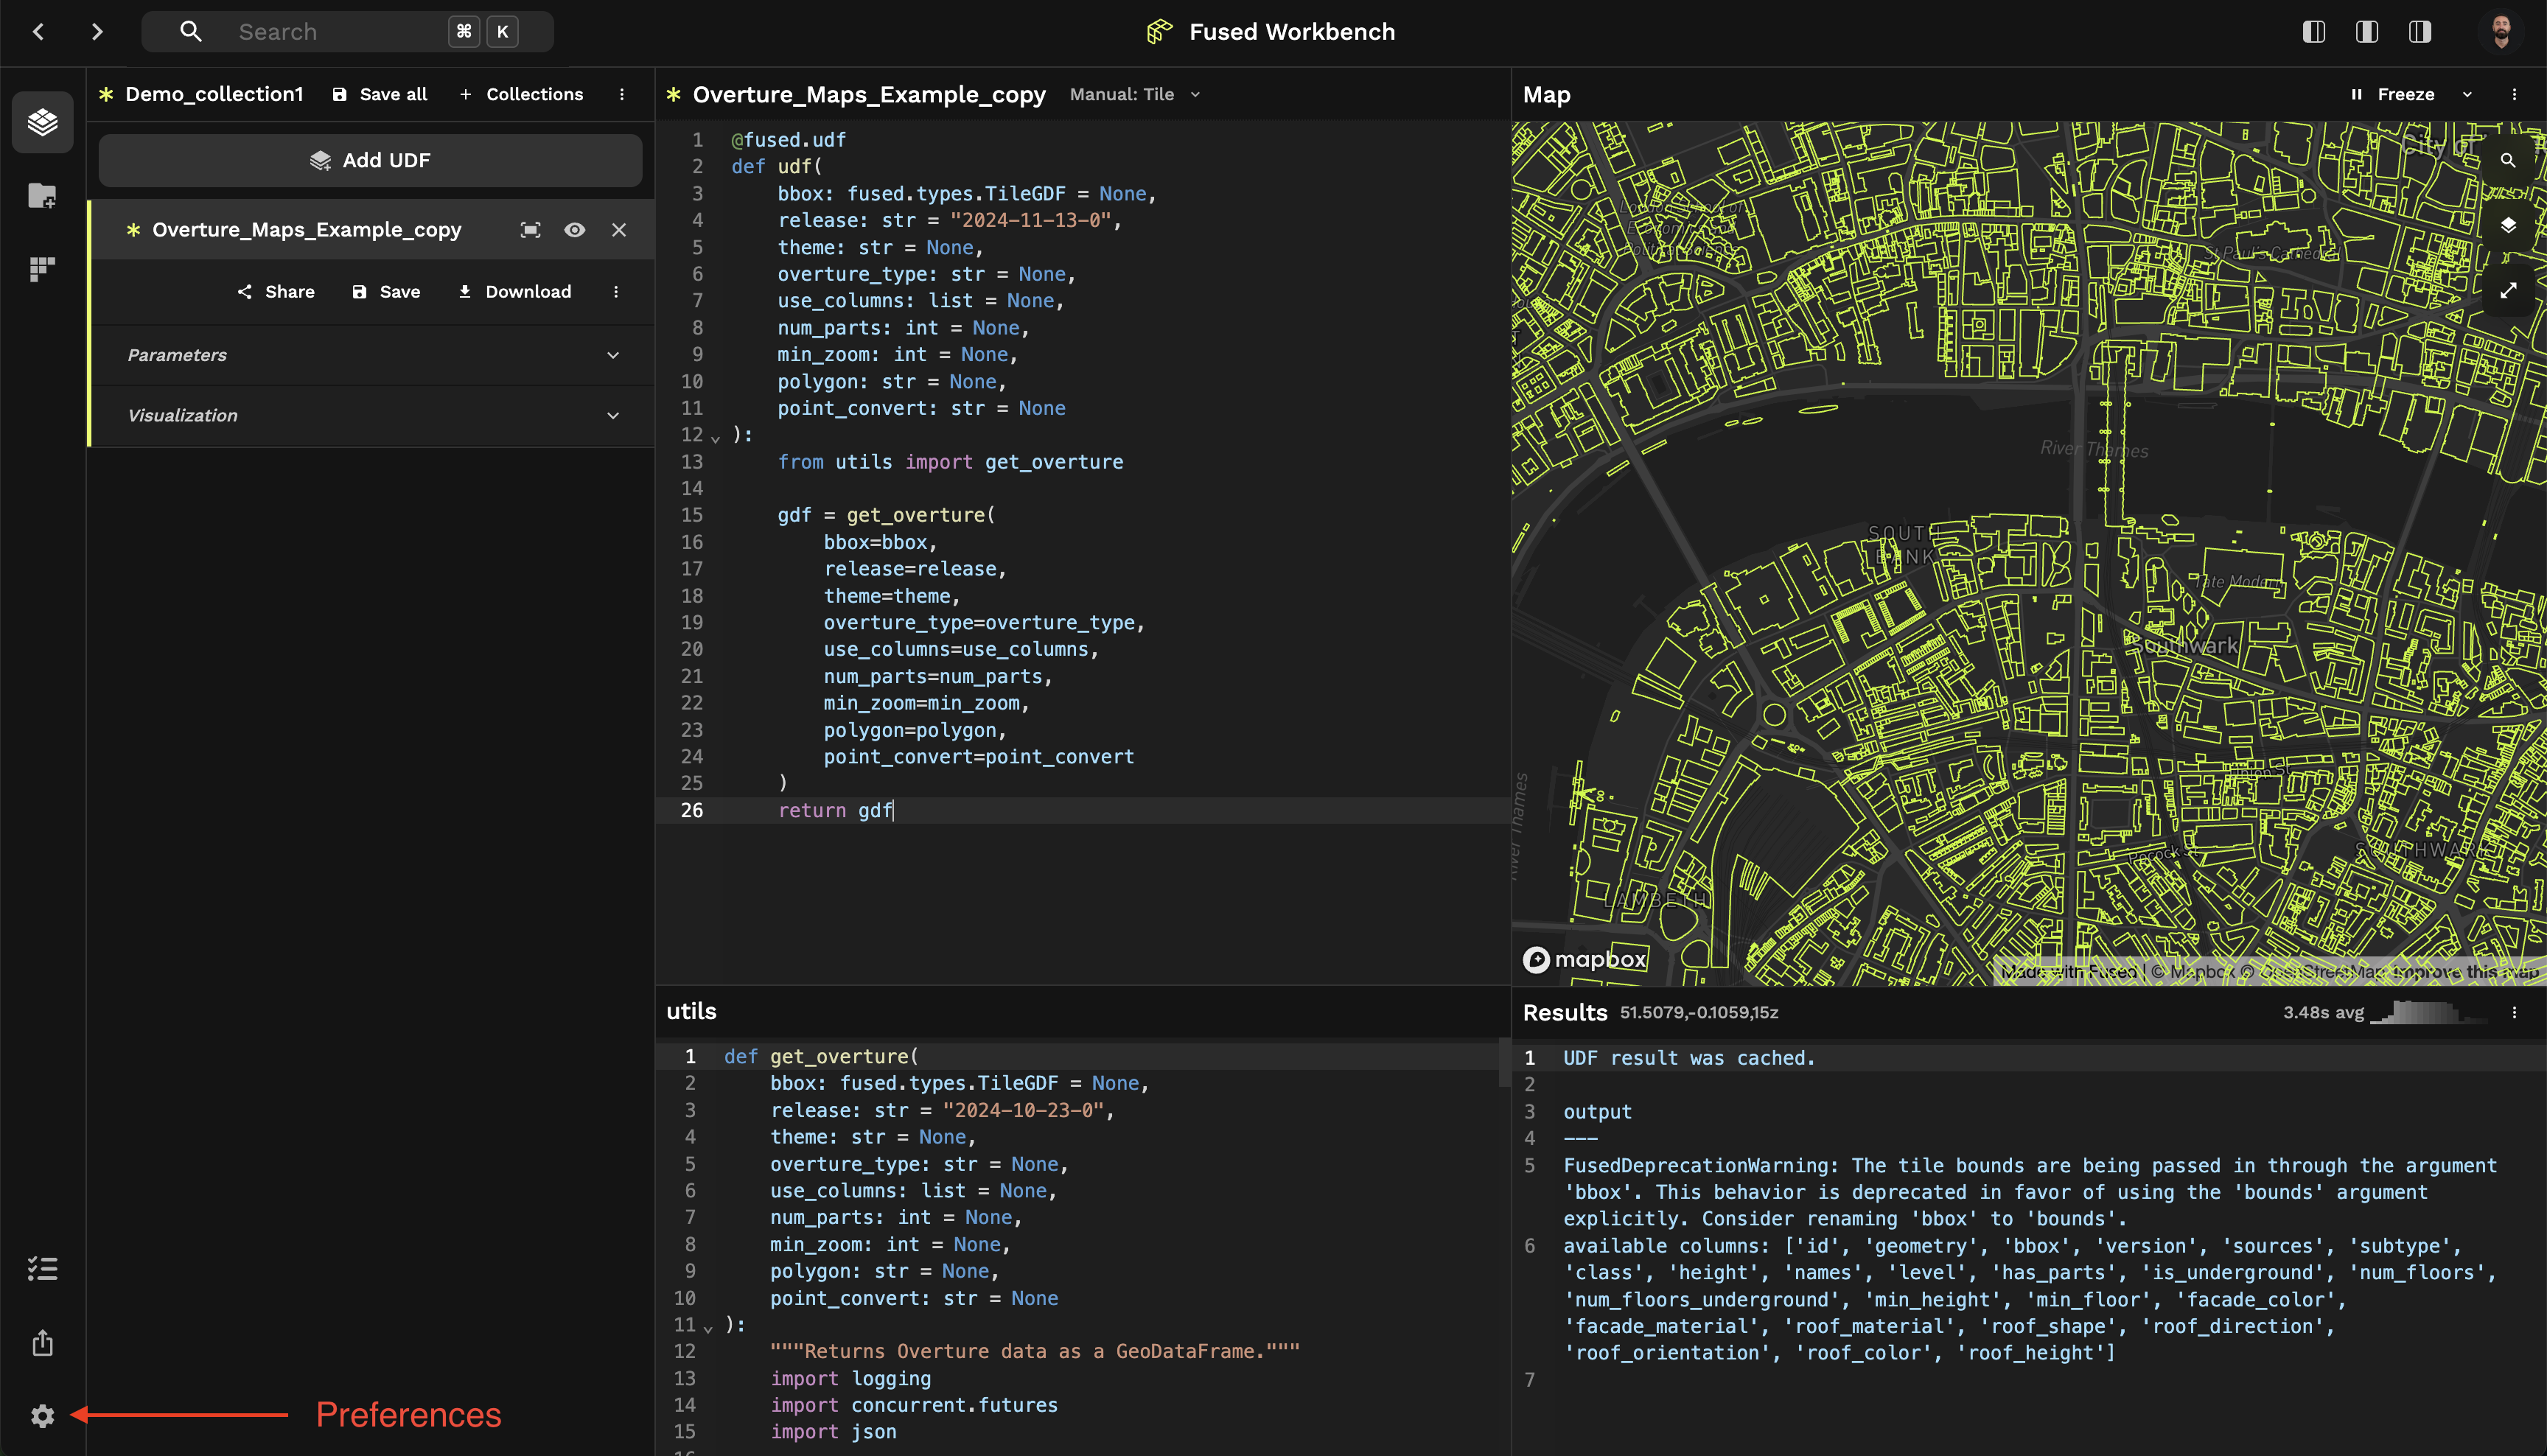 Search ⌘ K
Fused Workbench
* Demo_collection1 Save all + Collections
Add UDF
* Overture_Maps_Example_copy
Share Save Download
Parameters
Visualization
Preferences
* Overture_Maps_Example_copy Manual: Tile
1 @fused.udf
2 def udf(
3 bbox: fused.types.TileGDF = None,
4 release: str = "2024-11-13-0",
5 theme: str = None,
6 overture_type: str = None,
7 use_columns: list = None,
8 num_parts: int = None,
9 min_zoom: int = None,
10 polygon: str = None,
11 point_convert: str = None
12 ):
13 from utils import get_overture
14
15 gdf = get_overture(
16 bbox=bbox,
17 release=release,
18 theme=theme,
19 overture_type=overture_type,
20 use_columns=use_columns,
21 num_parts=num_parts,
22 min_zoom=min_zoom,
23 polygon=polygon,
24 point_convert=point_convert
25 )
26 return gdf
utils
1 def get_overture(
2 bbox: fused.types.TileGDF = None,
3 release: str = "2024-10-23-0",
4 theme: str = None,
5 overture_type: str = None,
6 use_columns: list = None,
7 num_parts: int = None,
8 min_zoom: int = None,
9 polygon: str = None,
10 point_convert: str = None
11 ):
12 """Returns Overture data as a GeoDataFrame."""
13 import logging
14 import concurrent.futures
15 import json
Map Freeze
City of
St Paul's Cathedral
River Thames
SOUTH
BANK
Tate Modern
Southwark
Union St
River Thames
Pocock St
SOUTHWARK
LAMBETH
mapbox
Made with Fused | © Mapbox © OpenStreetMap Improve this map
Results 51.5079,-0.1059,15z 3.48s avg
1 UDF result was cached.
2
3 output
4 ---
5 FusedDeprecationWarning: The tile bounds are being passed in through the argument
'bbox'. This behavior is deprecated in favor of using the 'bounds' argument
explicitly. Consider renaming 'bbox' to 'bounds'.
6 available columns: ['id', 'geometry', 'bbox', 'version', 'sources', 'subtype',
'class', 'height', 'names', 'level', 'has_parts', 'is_underground', 'num_floors',
'num_floors_underground', 'min_height', 'min_floor', 'facade_color',
'facade_material', 'roof_material', 'roof_shape', 'roof_direction',
'roof_orientation', 'roof_color', 'roof_height']
7